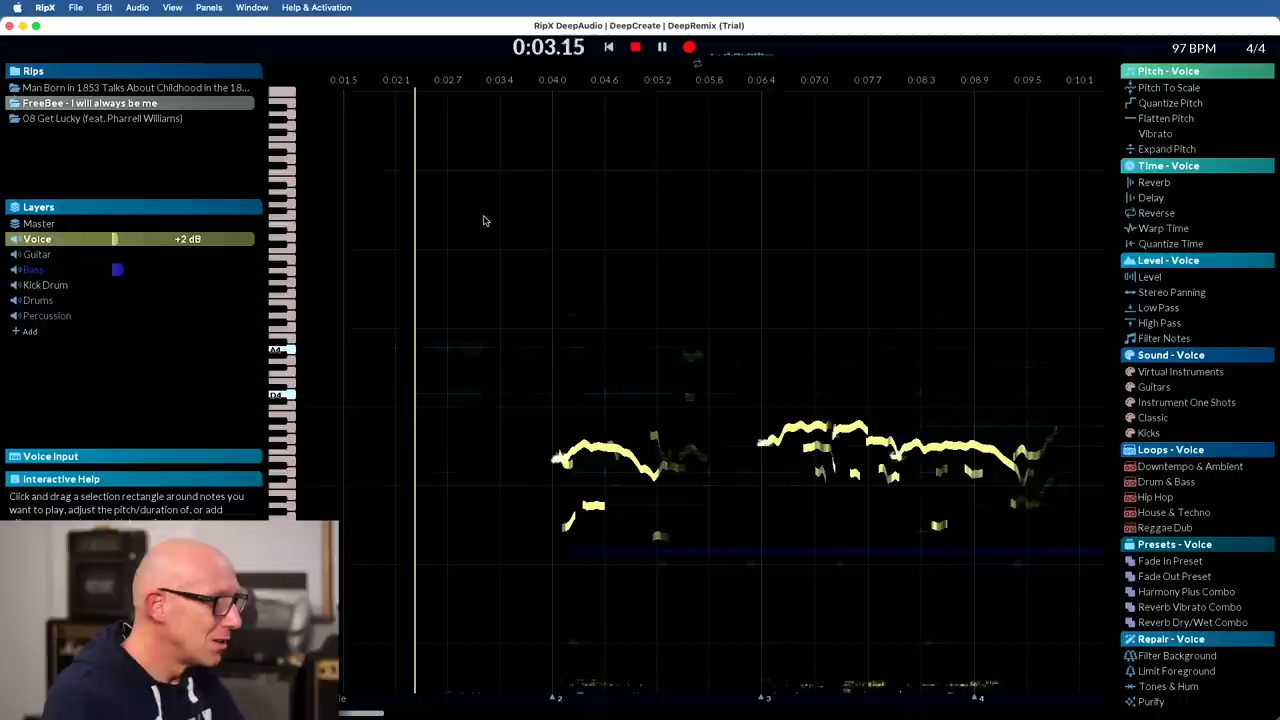 RipX File Edit Audio View Panels Window Help & Activation
RipX DeepAudio | DeepCreate | DeepRemix (Trial)
0:03.15
97 BPM 4/4
0:01.5 0:02.1 0:02.7 0:03.4 0:04.0 0:04.6 0:05.2 0:05.8 0:06.4 0:07.0 0:07.7 0:08.3 0:08.9 0:09.5 0:10.1
Rips
Man Born in 1853 Talks About Childhood in the 18...
FreeBee - I will always be me
08 Get Lucky (feat. Pharrell Williams)
Layers
Master
Voice +2 dB
Guitar
Bass
Kick Drum
Drums
Percussion
+ Add
Voice Input
Interactive Help
Click and drag a selection rectangle around notes you
want to play, adjust the pitch/duration of, or add
A4
D4
2 3 4
Pitch - Voice
Pitch To Scale
Quantize Pitch
Flatten Pitch
Vibrato
Expand Pitch
Time - Voice
Reverb
Delay
Reverse
Warp Time
Quantize Time
Level - Voice
Level
Stereo Panning
Low Pass
High Pass
Filter Notes
Sound - Voice
Virtual Instruments
Guitars
Instrument One Shots
Classic
Kicks
Loops - Voice
Downtempo & Ambient
Drum & Bass
Hip Hop
House & Techno
Reggae Dub
Presets - Voice
Fade In Preset
Fade Out Preset
Harmony Plus Combo
Reverb Vibrato Combo
Reverb Dry/Wet Combo
Repair - Voice
Filter Background
Limit Foreground
Tones & Hum
Purify